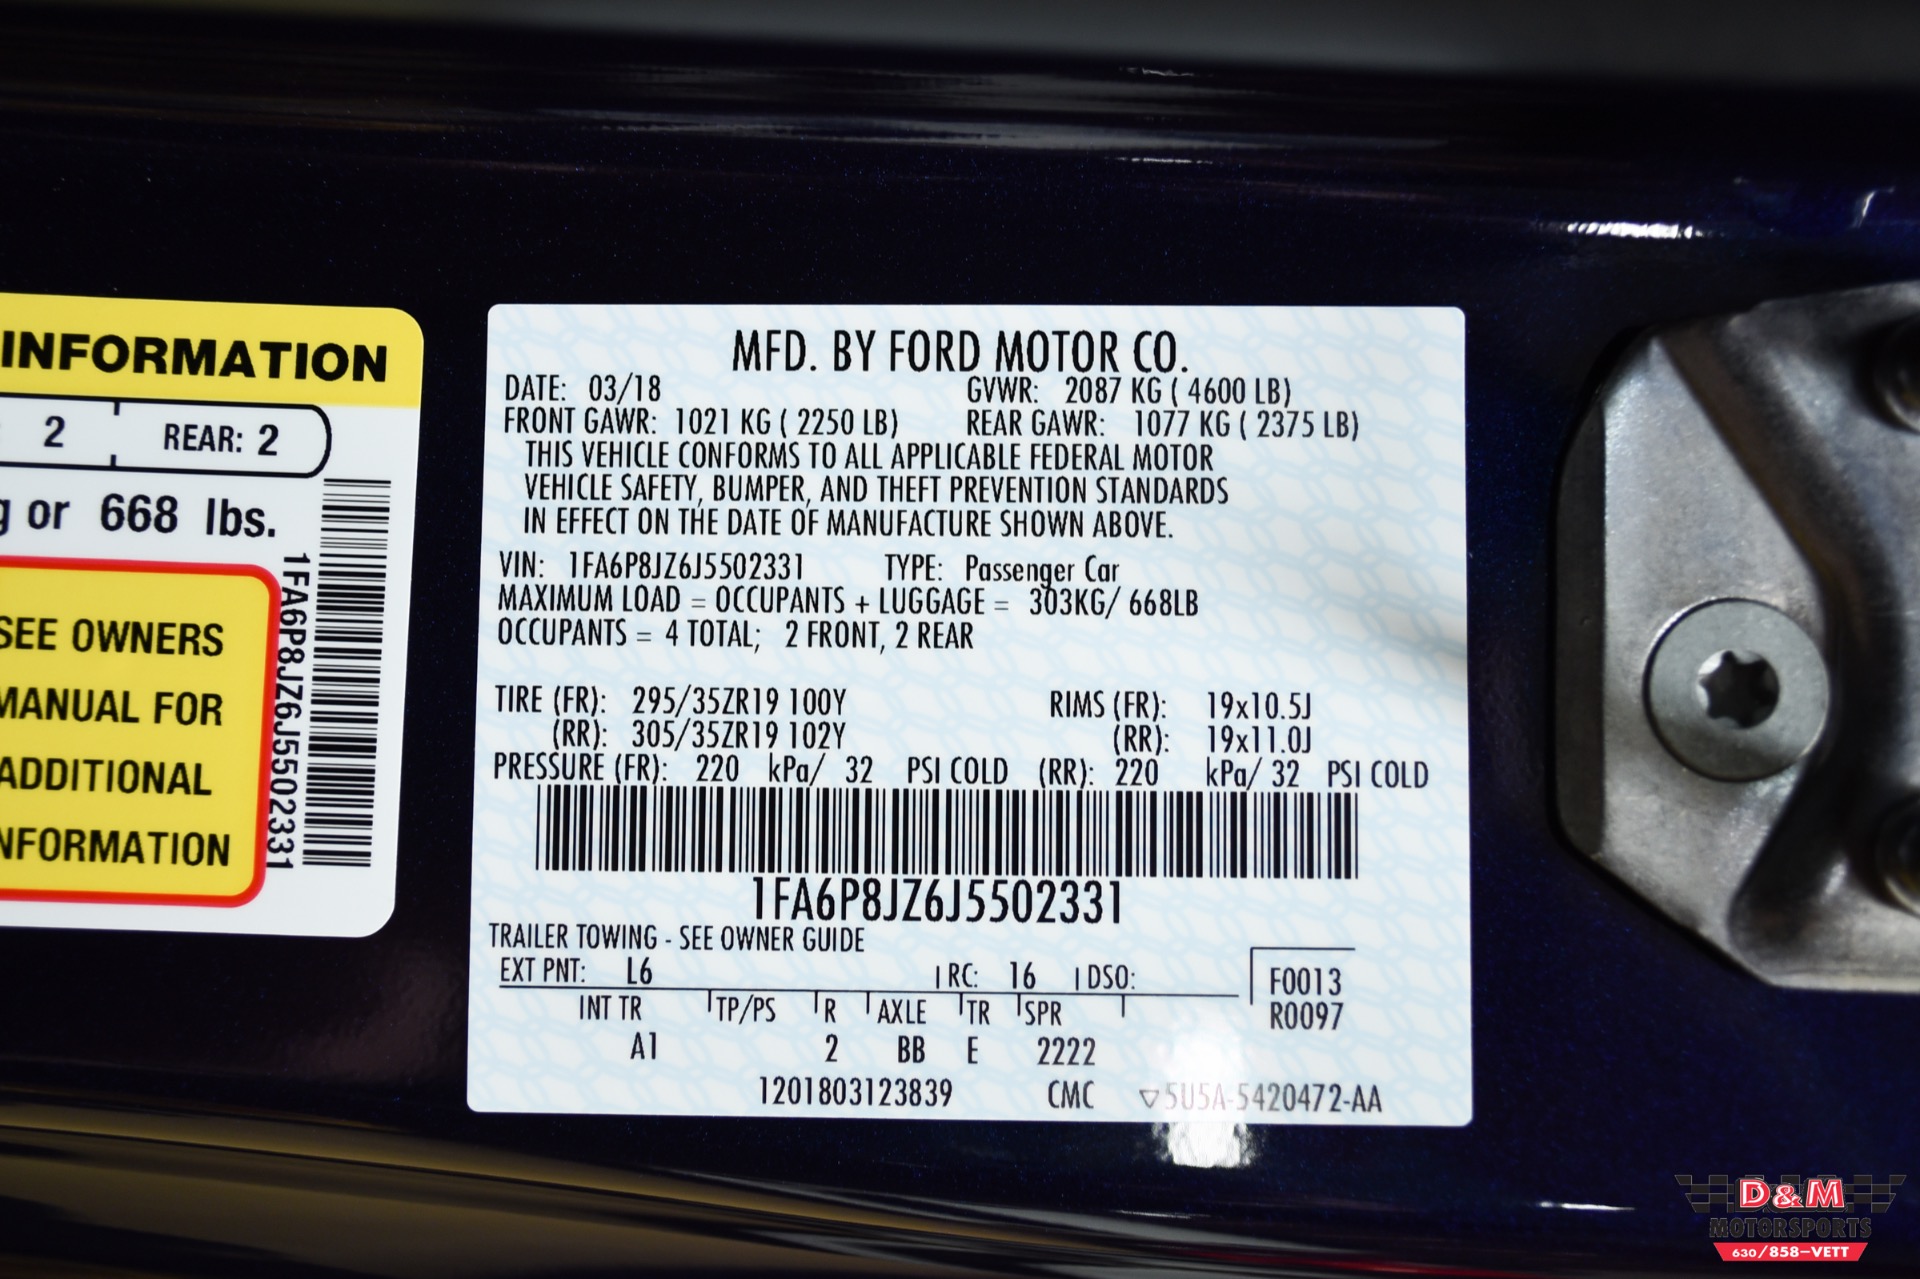 INFORMATION
2 REAR: 2
g or 668 lbs.
SEE OWNERS
MANUAL FOR
ADDITIONAL
INFORMATION
1FA6P8JZ6J5502331
MFD. BY FORD MOTOR CO.
DATE: 03/18 GVWR: 2087 KG ( 4600 LB)
FRONT GAWR: 1021 KG ( 2250 LB) REAR GAWR: 1077 KG ( 2375 LB)
THIS VEHICLE CONFORMS TO ALL APPLICABLE FEDERAL MOTOR
VEHICLE SAFETY, BUMPER, AND THEFT PREVENTION STANDARDS
IN EFFECT ON THE DATE OF MANUFACTURE SHOWN ABOVE.
VIN: 1FA6P8JZ6J5502331 TYPE: Passenger Car
MAXIMUM LOAD = OCCUPANTS + LUGGAGE = 303KG/ 668LB
OCCUPANTS = 4 TOTAL; 2 FRONT, 2 REAR
TIRE (FR): 295/35ZR19 100Y RIMS (FR): 19x10.5J
(RR): 305/35ZR19 102Y (RR): 19x11.0J
PRESSURE (FR): 220 kPa/ 32 PSI COLD (RR): 220 kPa/ 32 PSI COLD
1FA6P8JZ6J5502331
TRAILER TOWING - SEE OWNER GUIDE
EXT PNT: L6 RC: 16 DSO: F0013
INT TR TP/PS R AXLE TR SPR R0097
A1 2 BB E 2222
1201803123839 CMC ▽5U5A-5420472-AA
D&M
MOTORSPORTS
630/858-VETT